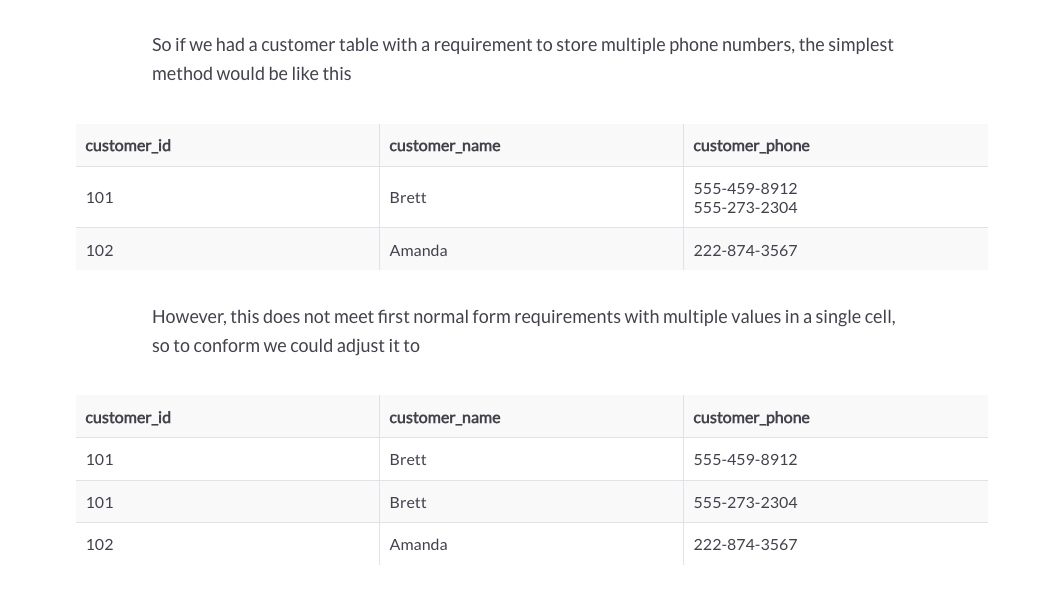 So if we had a customer table with a requirement to store multiple phone numbers, the simplest
method would be like this
customer_id customer_name customer_phone
101 Brett 555-459-8912
555-273-2304
102 Amanda 222-874-3567
However, this does not meet first normal form requirements with multiple values in a single cell,
so to conform we could adjust it to
customer_id customer_name customer_phone
101 Brett 555-459-8912
101 Brett 555-273-2304
102 Amanda 222-874-3567